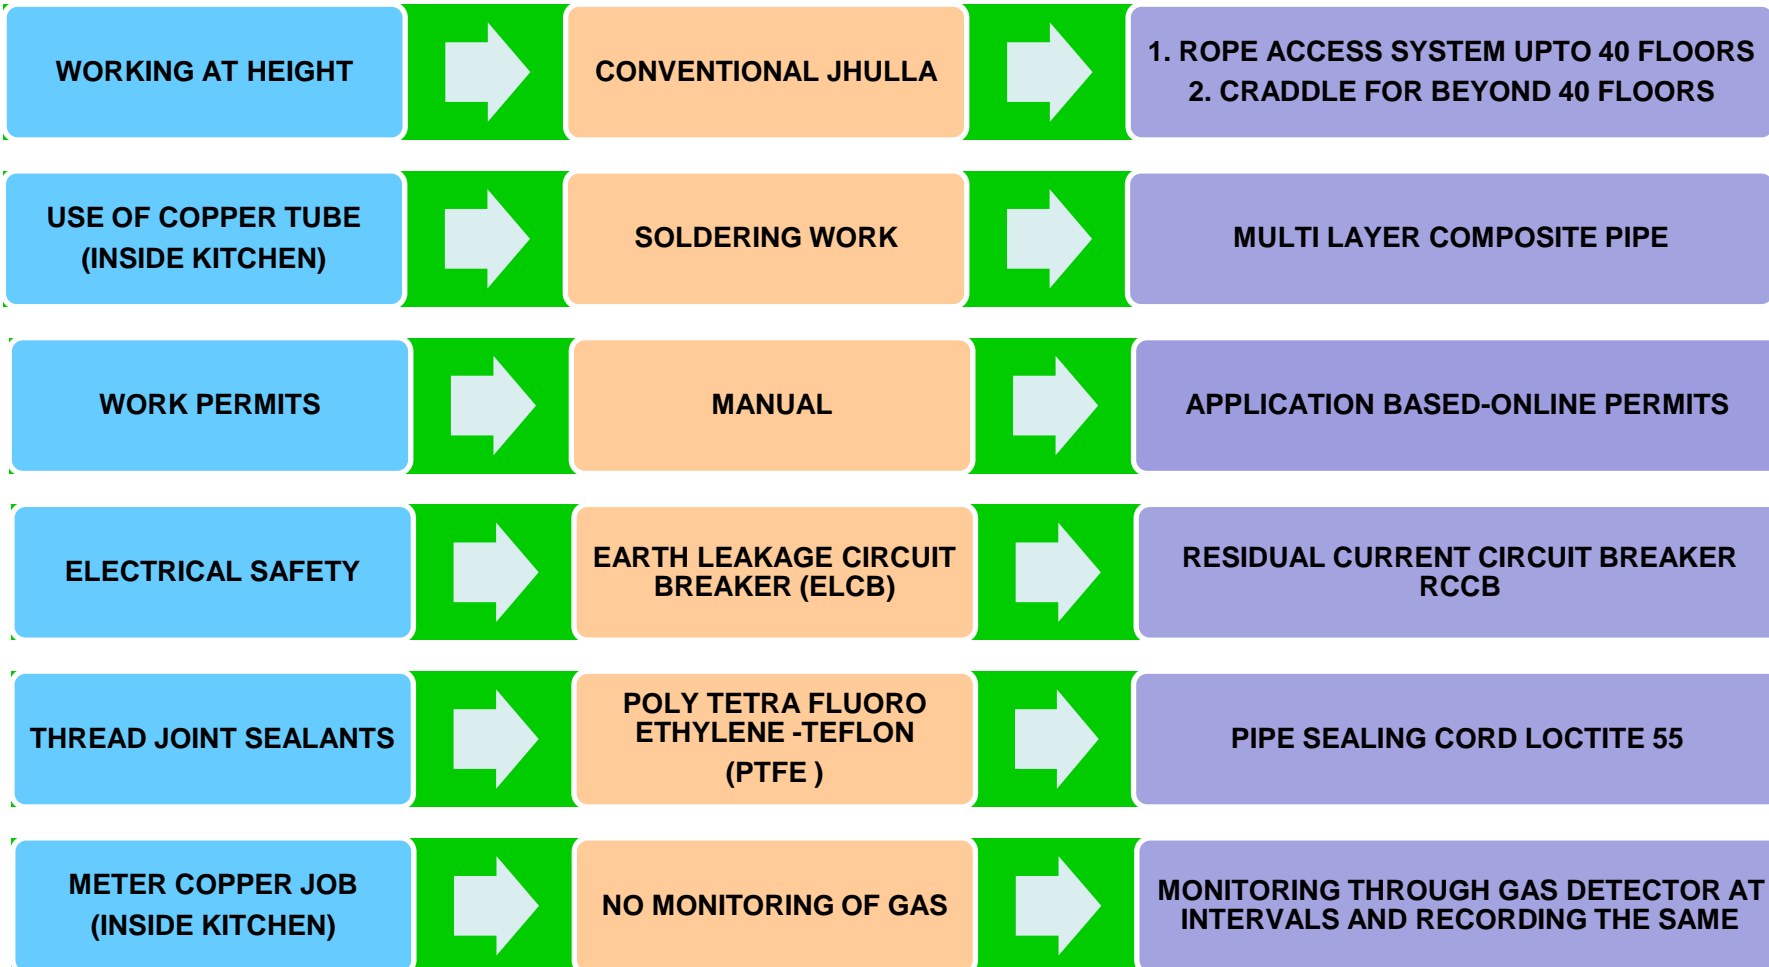 WORKING AT HEIGHT
CONVENTIONAL JHULLA
1. ROPE ACCESS SYSTEM UPTO 40 FLOORS
2. CRADDLE FOR BEYOND 40 FLOORS
USE OF COPPER TUBE
(INSIDE KITCHEN)
SOLDERING WORK
MULTI LAYER COMPOSITE PIPE
WORK PERMITS
MANUAL
APPLICATION BASED-ONLINE PERMITS
ELECTRICAL SAFETY
EARTH LEAKAGE CIRCUIT
BREAKER (ELCB)
RESIDUAL CURRENT CIRCUIT BREAKER
RCCB
THREAD JOINT SEALANTS
POLY TETRA FLUORO
ETHYLENE -TEFLON
(PTFE )
PIPE SEALING CORD LOCTITE 55
METER COPPER JOB
(INSIDE KITCHEN)
NO MONITORING OF GAS
MONITORING THROUGH GAS DETECTOR AT
INTERVALS AND RECORDING THE SAME